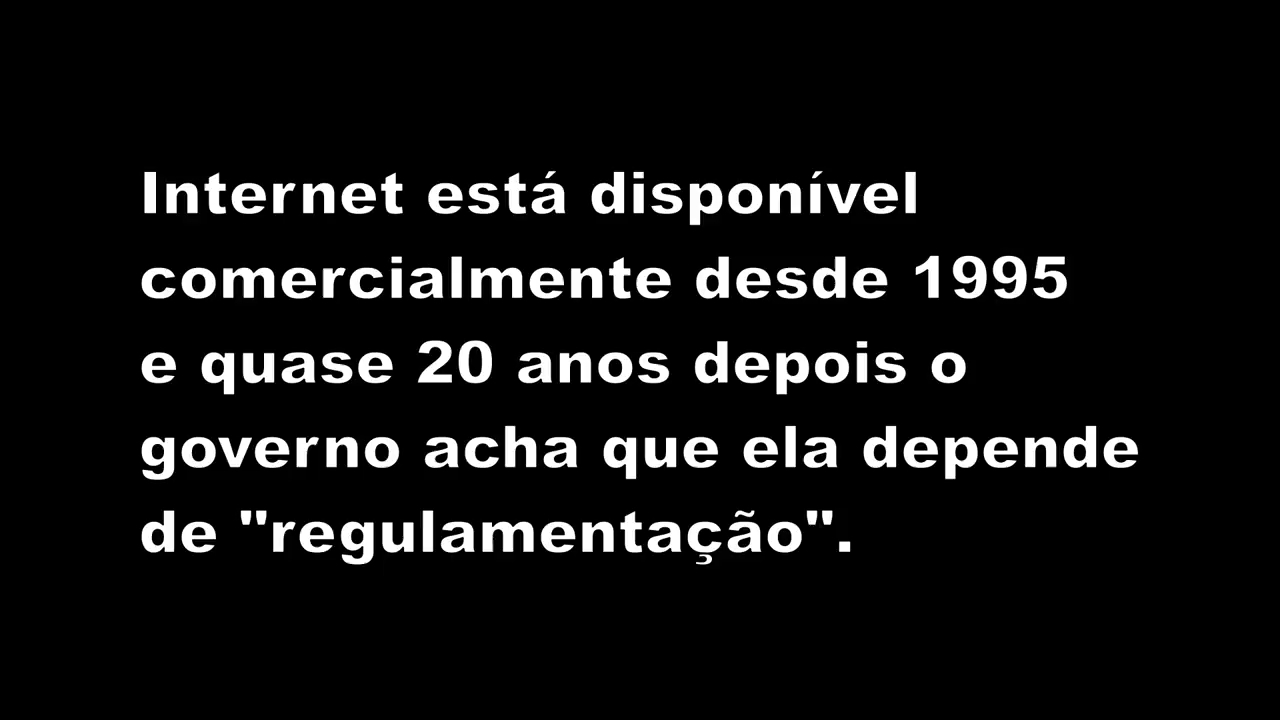 Internet está disponível
comercialmente desde 1995
e quase 20 anos depois o
governo acha que ela depende
de "regulamentação".